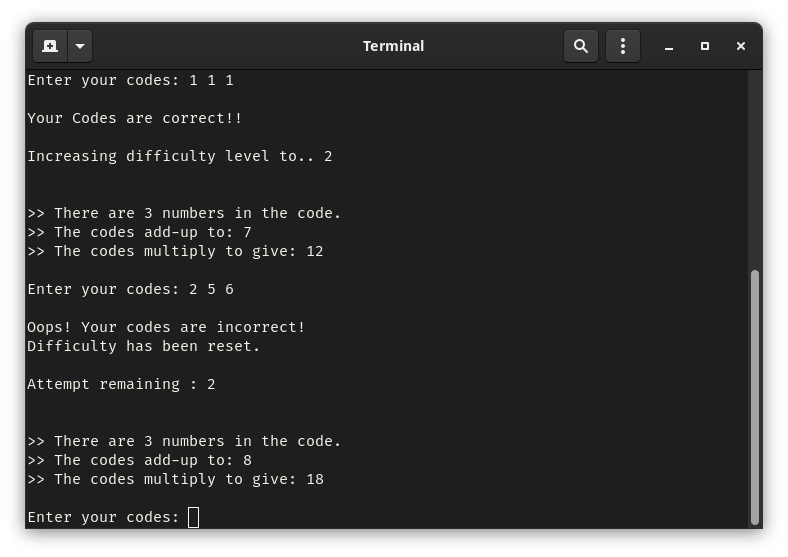 Terminal
Enter your codes: 1 1 1
Your Codes are correct!!
Increasing difficulty level to.. 2
>> There are 3 numbers in the code.
>> The codes add-up to: 7
>> The codes multiply to give: 12
Enter your codes: 2 5 6
Oops! Your codes are incorrect!
Difficulty has been reset.
Attempt remaining : 2
>> There are 3 numbers in the code.
>> The codes add-up to: 8
>> The codes multiply to give: 18
Enter your codes: